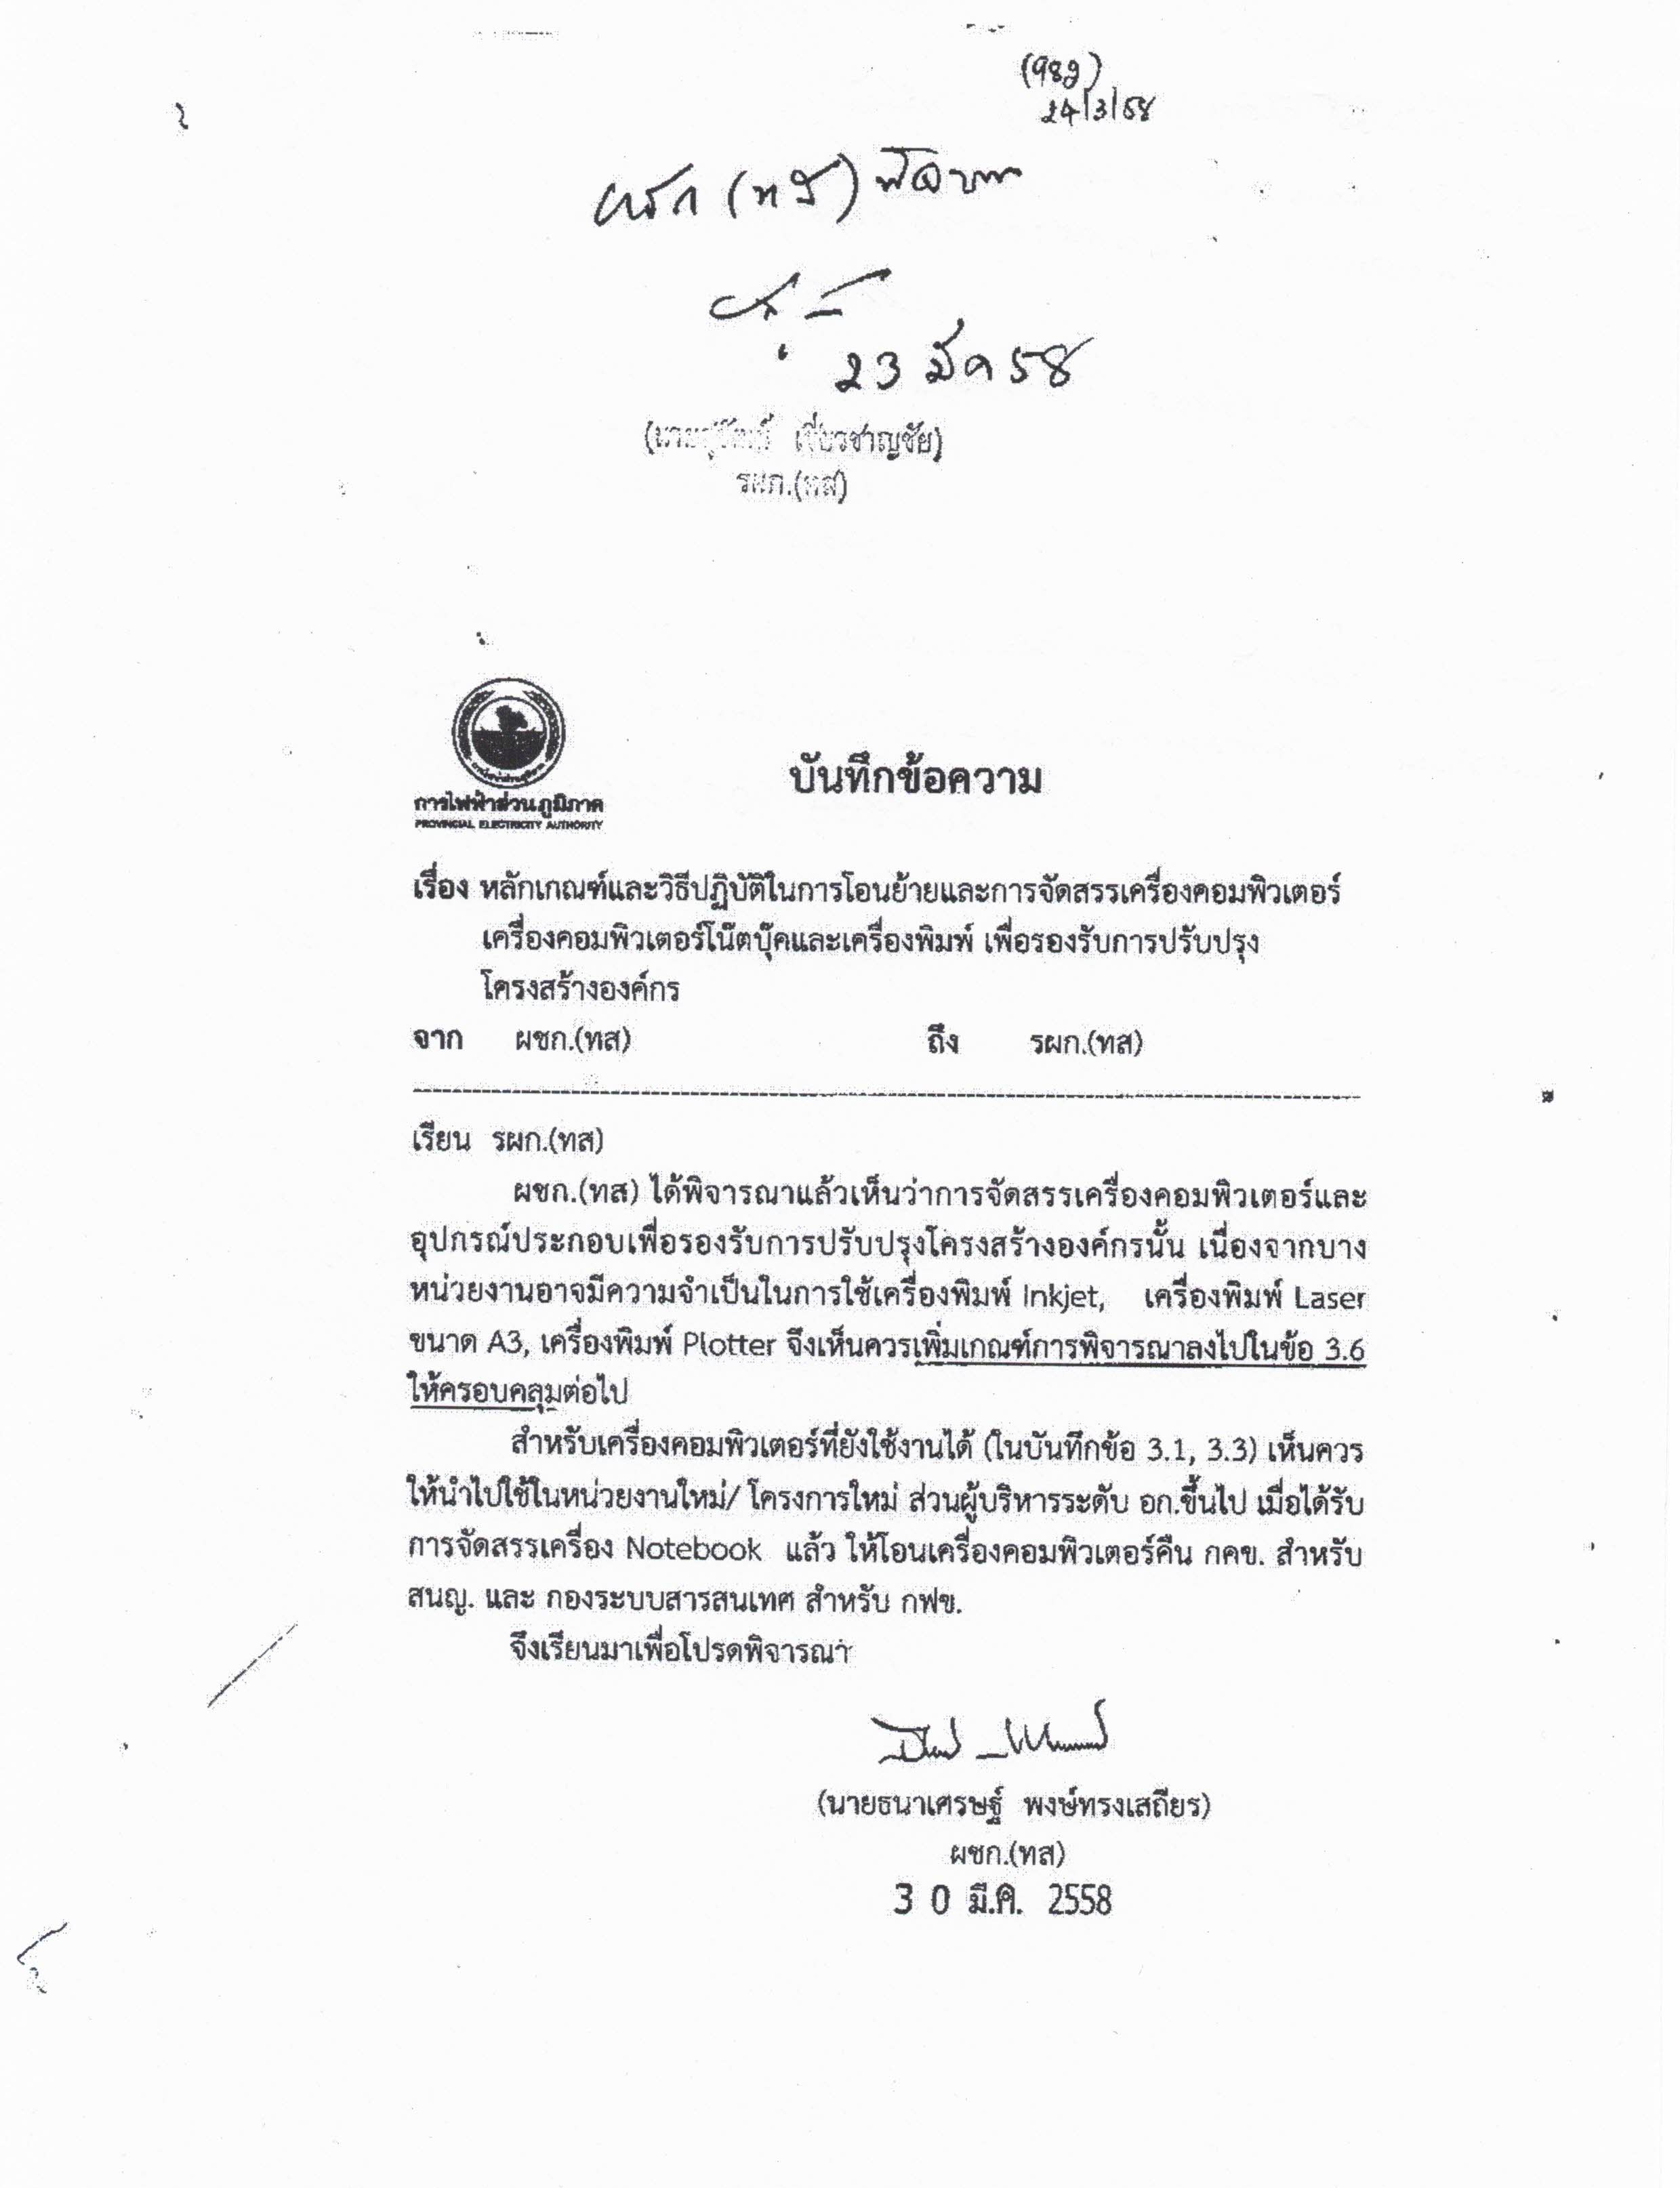 (982)
24/3/58
23 มีค 58
เชี่ยวชาญชัย)
รผก.(ทส)
การไฟฟ้าส่วนภูมิภาค
PROVINCIAL ELECTRICITY AUTHORITY
บันทึกข้อความ
เรื่อง หลักเกณฑ์และวิธีปฏิบัติในการโอนย้ายและการจัดสรรเครื่องคอมพิวเตอร์
เครื่องคอมพิวเตอร์โน๊ตบุ๊คและเครื่องพิมพ์ เพื่อรองรับการปรับปรุง
โครงสร้างองค์กร
จาก ผชก.(ทส) ถึง รผก.(ทส)
เรียน รผก.(ทส)
ผชก.(ทส) ได้พิจารณาแล้วเห็นว่าการจัดสรรเครื่องคอมพิวเตอร์และ
อุปกรณ์ประกอบเพื่อรองรับการปรับปรุงโครงสร้างองค์กรนั้น เนื่องจากบาง
หน่วยงานอาจมีความจำเป็นในการใช้เครื่องพิมพ์ Inkjet, เครื่องพิมพ์ Laser
ขนาด A3, เครื่องพิมพ์ Plotter จึงเห็นควรเพิ่มเกณฑ์การพิจารณาลงไปในข้อ 3.6
ให้ครอบคลุมต่อไป
สำหรับเครื่องคอมพิวเตอร์ที่ยังใช้งานได้ (ในบันทึกข้อ 3.1, 3.3) เห็นควร
ให้นำไปใช้ในหน่วยงานใหม่/ โครงการใหม่ ส่วนผู้บริหารระดับ อก.ขึ้นไป เมื่อได้รับ
การจัดสรรเครื่อง Notebook แล้ว ให้โอนเครื่องคอมพิวเตอร์คืน กคข. สำหรับ
สนญ. และ กองระบบสารสนเทศ สำหรับ กฟข.
จึงเรียนมาเพื่อโปรดพิจารณา
(นายธนาเศรษฐ์ พงษ์ทรงเสถียร)
ผชก.(ทส)
3 0 มี.ค. 2558